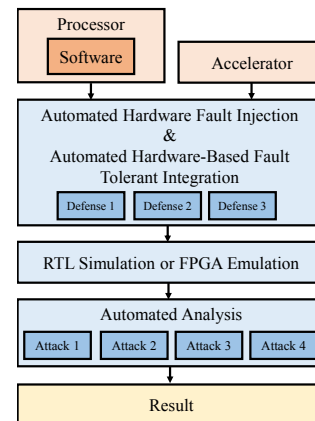 Processor
Software
Accelerator
Automated Hardware Fault Injection
&
Automated Hardware-Based Fault
Tolerant Integration
Defense 1 Defense 2 Defense 3
RTL Simulation or FPGA Emulation
Automated Analysis
Attack 1 Attack 2 Attack 3 Attack 4
Result